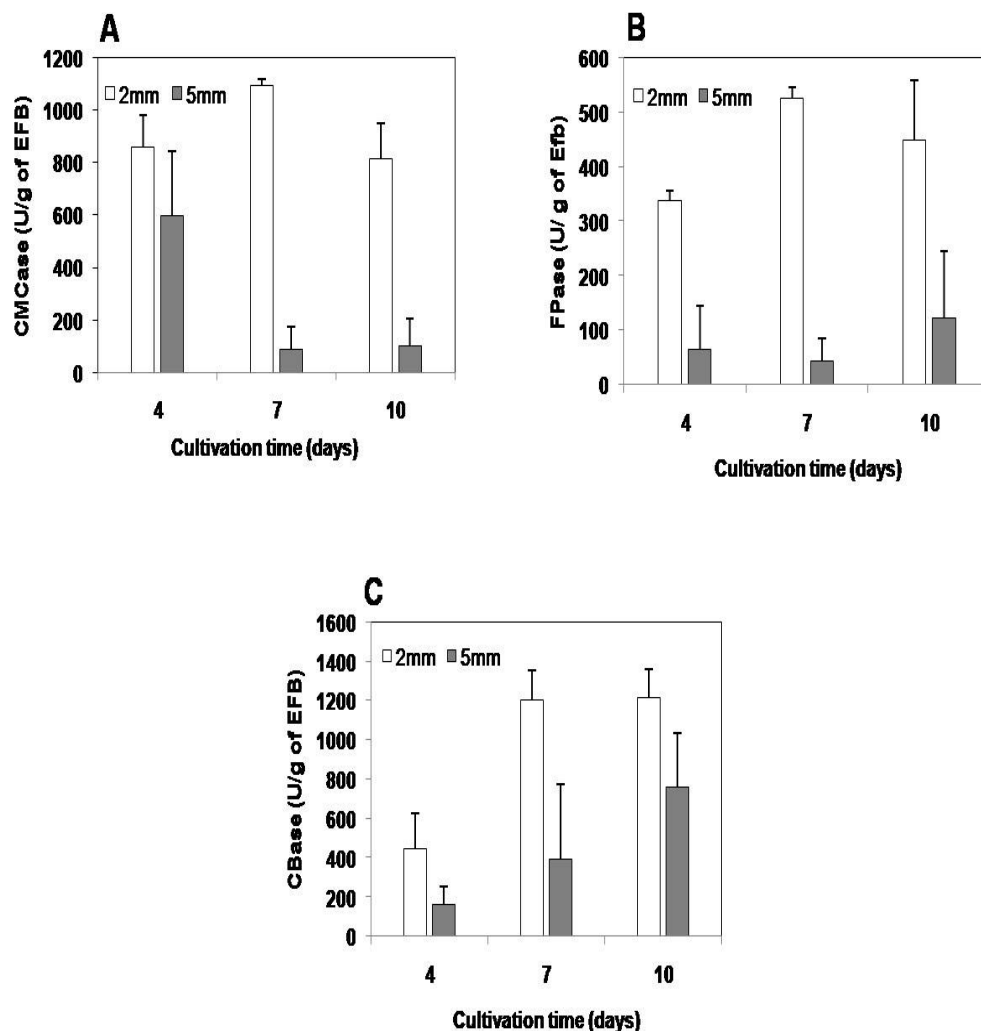 A
CMCase (U/g of EFB)
1200
1000
800
600
400
200
0
2mm 5mm
4 7 10
Cultivation time (days)
B
FPase (U/ g of Efb)
600
500
400
300
200
100
0
2mm 5mm
4 7 10
Cultivation time (days)
C
CBase (U/g of EFB)
1600
1400
1200
1000
800
600
400
200
0
2mm 5mm
4 7 10
Cultivation time (days)